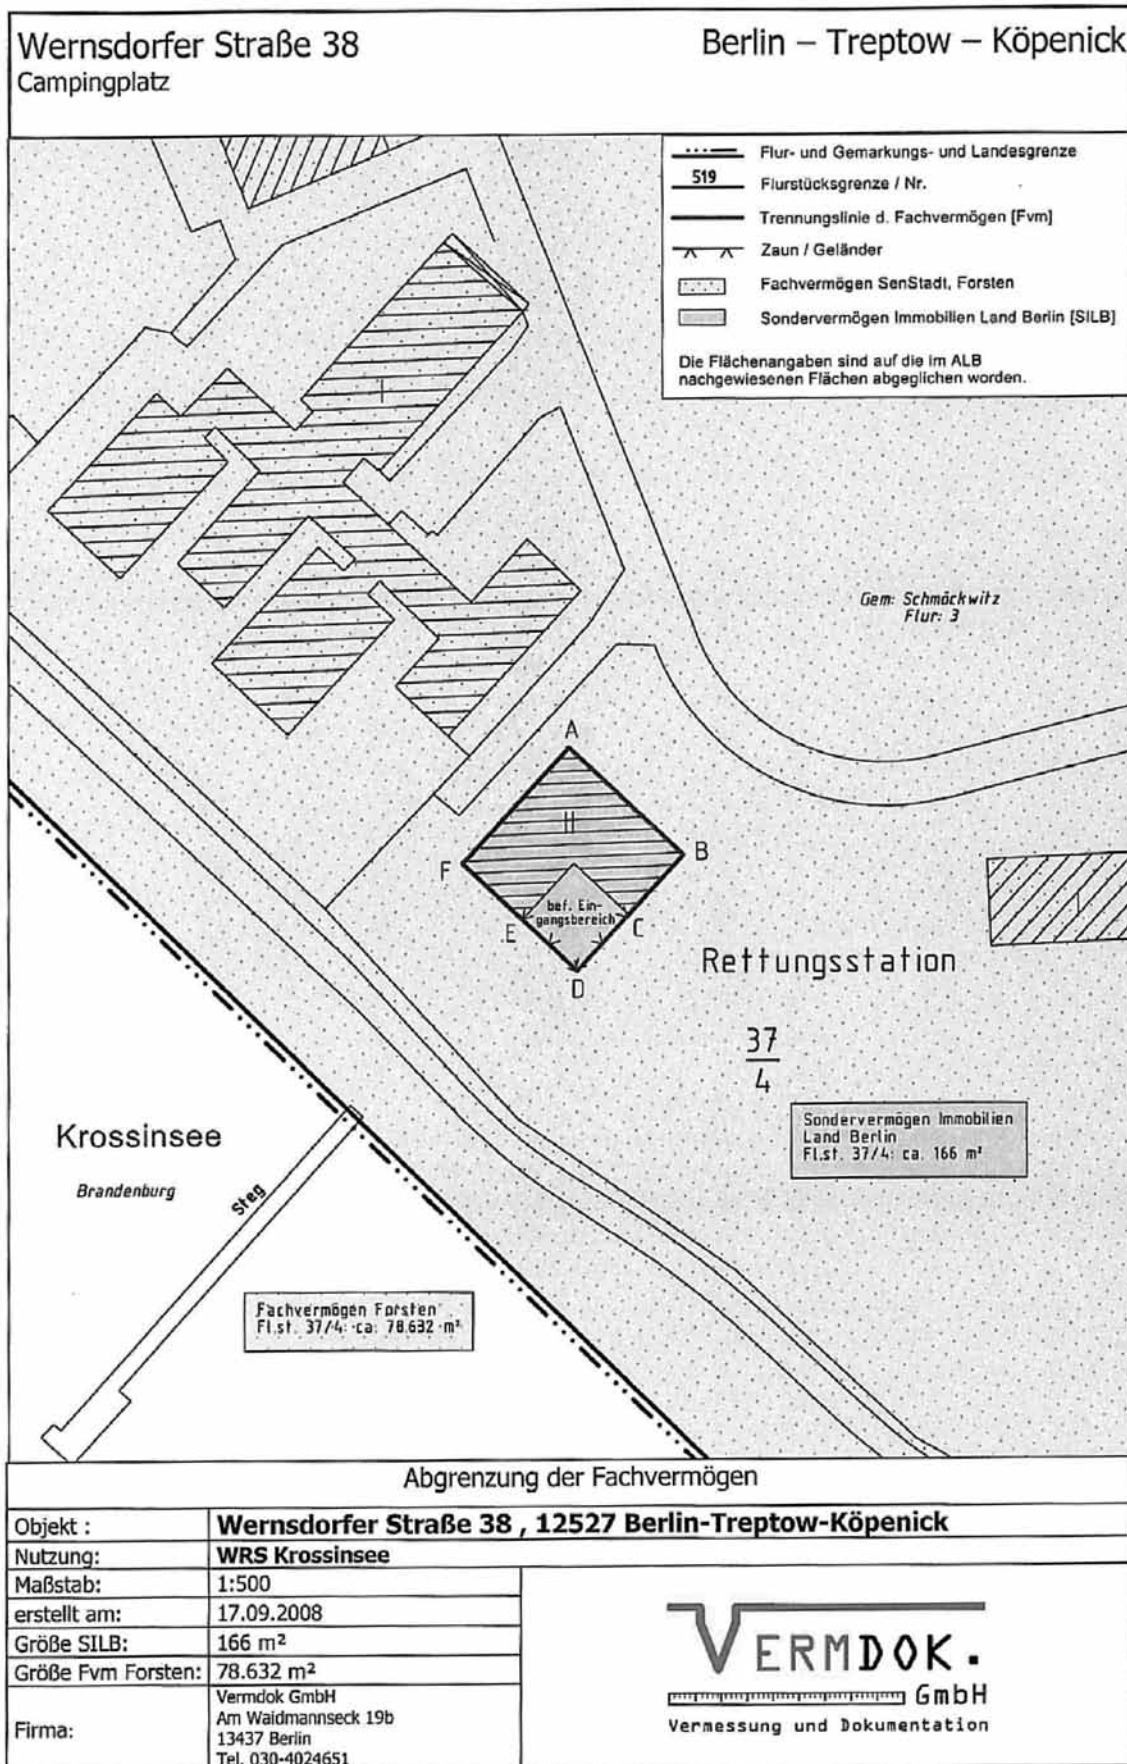 Wernsdorfer Straße 38
Campingplatz
Berlin – Treptow – Köpenick
Flur- und Gemarkungs- und Landesgrenze
519
Flurstücksgrenze / Nr.
Trennungslinie d. Fachvermögen [Fvm]
Zaun / Geländer
Fachvermögen SenStadt, Forsten
Sondervermögen Immobilien Land Berlin [SILB]
Die Flächenangaben sind auf die im ALB
nachgewiesenen Flächen abgeglichen worden.
I
Gem: Schmöckwitz
Flur: 3
A
II
B
F
bef. Ein-
gangsbereich
E
C
D
I
Rettungsstation
37
4
Sondervermögen Immobilien
Land Berlin
Fl.st. 37/4: ca. 166 m²
Krossinsee
Brandenburg
Steg
Fachvermögen Forsten
Fl.st. 37/4: ca. 78.632 m²
Abgrenzung der Fachvermögen
Objekt : Wernsdorfer Straße 38 , 12527 Berlin-Treptow-Köpenick
Nutzung: WRS Krossinsee
Maßstab: 1:500
erstellt am: 17.09.2008
Größe SILB: 166 m²
Größe Fvm Forsten: 78.632 m²
Firma: Vermdok GmbH
Am Waidmannseck 19b
13437 Berlin
Tel. 030-4024651
VERMDOK.
GmbH
Vermessung und Dokumentation